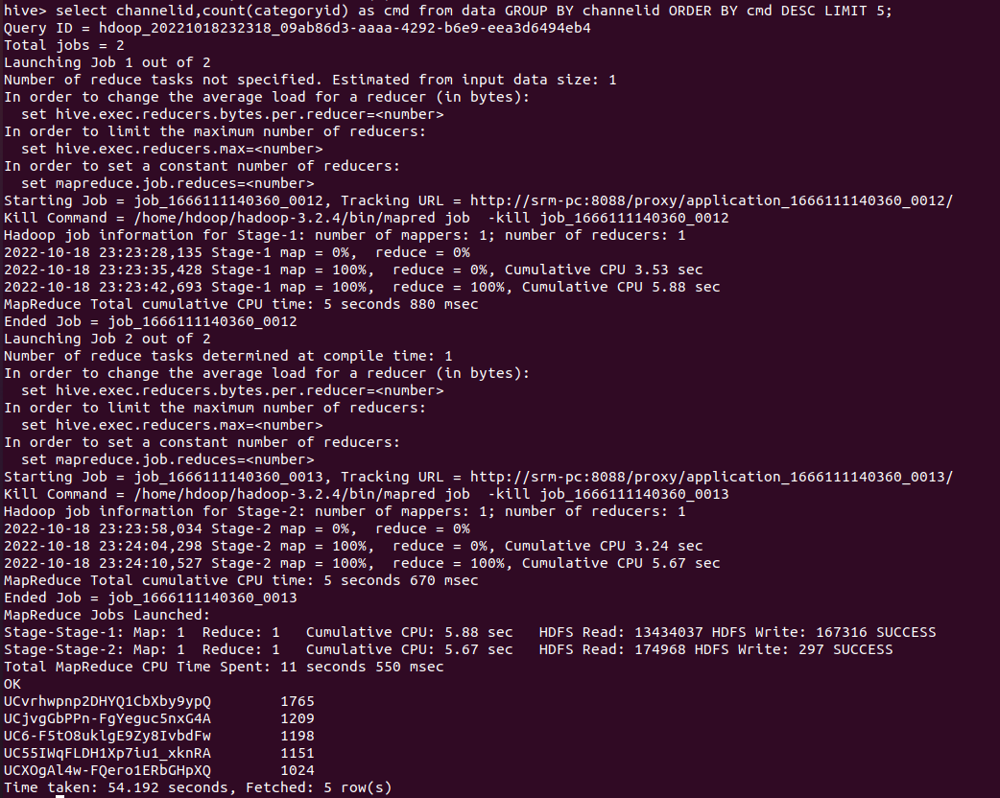 hive> select channelid,count(categoryid) as cmd from data GROUP BY channelid ORDER BY cmd DESC LIMIT 5;
Query ID = hdoop_20221018232318_09ab86d3-aaaa-4292-b6e9-eea3d6494eb4
Total jobs = 2
Launching Job 1 out of 2
Number of reduce tasks not specified. Estimated from input data size: 1
In order to change the average load for a reducer (in bytes):
  set hive.exec.reducers.bytes.per.reducer=<number>
In order to limit the maximum number of reducers:
  set hive.exec.reducers.max=<number>
In order to set a constant number of reducers:
  set mapreduce.job.reduces=<number>
Starting Job = job_1666111140360_0012, Tracking URL = http://srm-pc:8088/proxy/application_1666111140360_0012/
Kill Command = /home/hdoop/hadoop-3.2.4/bin/mapred job  -kill job_1666111140360_0012
Hadoop job information for Stage-1: number of mappers: 1; number of reducers: 1
2022-10-18 23:23:28,135 Stage-1 map = 0%,  reduce = 0%
2022-10-18 23:23:35,428 Stage-1 map = 100%,  reduce = 0%, Cumulative CPU 3.53 sec
2022-10-18 23:23:42,693 Stage-1 map = 100%,  reduce = 100%, Cumulative CPU 5.88 sec
MapReduce Total cumulative CPU time: 5 seconds 880 msec
Ended Job = job_1666111140360_0012
Launching Job 2 out of 2
Number of reduce tasks determined at compile time: 1
In order to change the average load for a reducer (in bytes):
  set hive.exec.reducers.bytes.per.reducer=<number>
In order to limit the maximum number of reducers:
  set hive.exec.reducers.max=<number>
In order to set a constant number of reducers:
  set mapreduce.job.reduces=<number>
Starting Job = job_1666111140360_0013, Tracking URL = http://srm-pc:8088/proxy/application_1666111140360_0013/
Kill Command = /home/hdoop/hadoop-3.2.4/bin/mapred job  -kill job_1666111140360_0013
Hadoop job information for Stage-2: number of mappers: 1; number of reducers: 1
2022-10-18 23:23:58,034 Stage-2 map = 0%,  reduce = 0%
2022-10-18 23:24:04,298 Stage-2 map = 100%,  reduce = 0%, Cumulative CPU 3.24 sec
2022-10-18 23:24:10,527 Stage-2 map = 100%,  reduce = 100%, Cumulative CPU 5.67 sec
MapReduce Total cumulative CPU time: 5 seconds 670 msec
Ended Job = job_1666111140360_0013
MapReduce Jobs Launched:
Stage-Stage-1: Map: 1  Reduce: 1   Cumulative CPU: 5.88 sec   HDFS Read: 13434037 HDFS Write: 167316 SUCCESS
Stage-Stage-2: Map: 1  Reduce: 1   Cumulative CPU: 5.67 sec   HDFS Read: 174968 HDFS Write: 297 SUCCESS
Total MapReduce CPU Time Spent: 11 seconds 550 msec
OK
UCvrhwpnp2DHYQ1CbXby9ypQ        1765
UCjvgGbPPn-FgYeguc5nxG4A        1209
UC6-F5tO8uklgE9Zy8IvbdFw        1198
UC55IWqFLDH1Xp7iu1_xknRA        1151
UCXOgAl4w-FQero1ERbGHpXQ        1024
Time taken: 54.192 seconds, Fetched: 5 row(s)